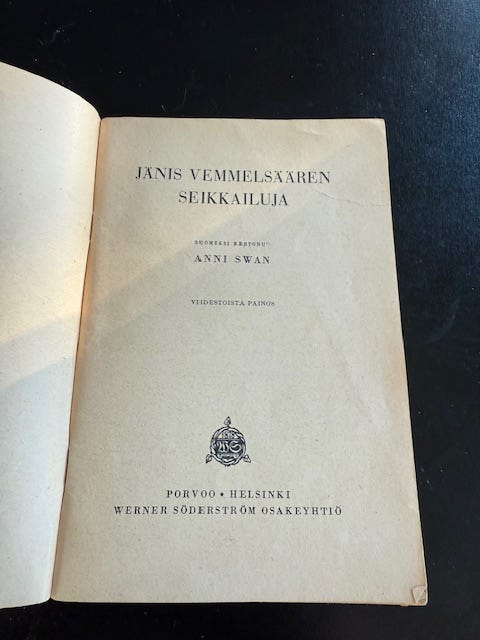 JÄNIS VEMMELSÄÄREN
SEIKKAILUJA
SUOMEKSI KERTONUT
ANNI SWAN
VIIDESTOISTA PAINOS
PORVOO • HELSINKI
WERNER SÖDERSTRÖM OSAKEYHTIÖ